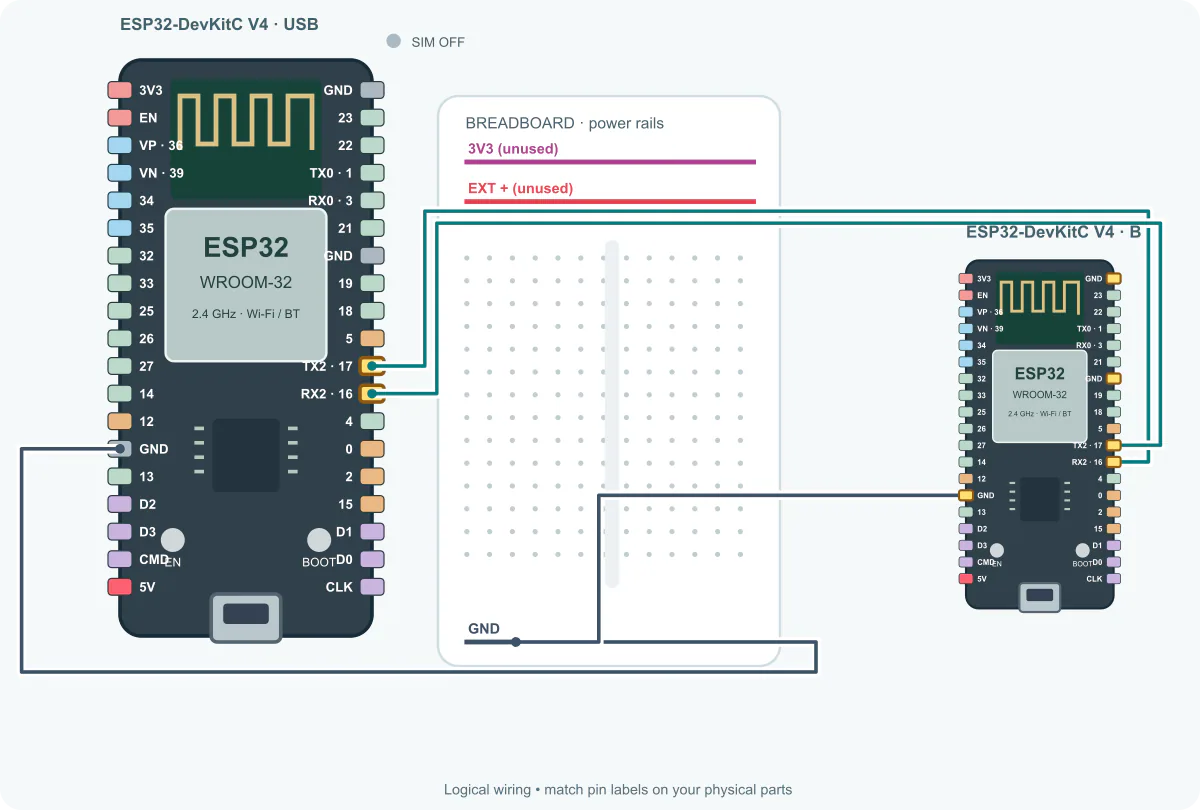 ESP32-DevKitC V4 · USB
SIM OFF
3V3
EN
VP · 36
VN · 39
34
35
32
33
25
26
27
14
12
GND
13
D2
D3
CMD
5V
GND
23
22
TX0 · 1
RX0 · 3
21
GND
19
18
5
TX2 · 17
RX2 · 16
4
0
2
15
D1
D0
CLK
ESP32
WROOM-32
2.4 GHz · Wi-Fi / BT
EN
BOOT
BREADBOARD · power rails
3V3 (unused)
EXT + (unused)
GND
ESP32-DevKitC V4 · B
3V3
EN
VP · 36
VN · 39
34
35
32
33
25
26
27
14
12
GND
13
D2
D3
CMD
5V
GND
23
22
TX0 · 1
RX0 · 3
21
GND
19
18
5
TX2 · 17
RX2 · 16
4
0
2
15
D1
D0
CLK
ESP32
WROOM-32
2.4 GHz · Wi-Fi / BT
EN
BOOT
Logical wiring • match pin labels on your physical parts